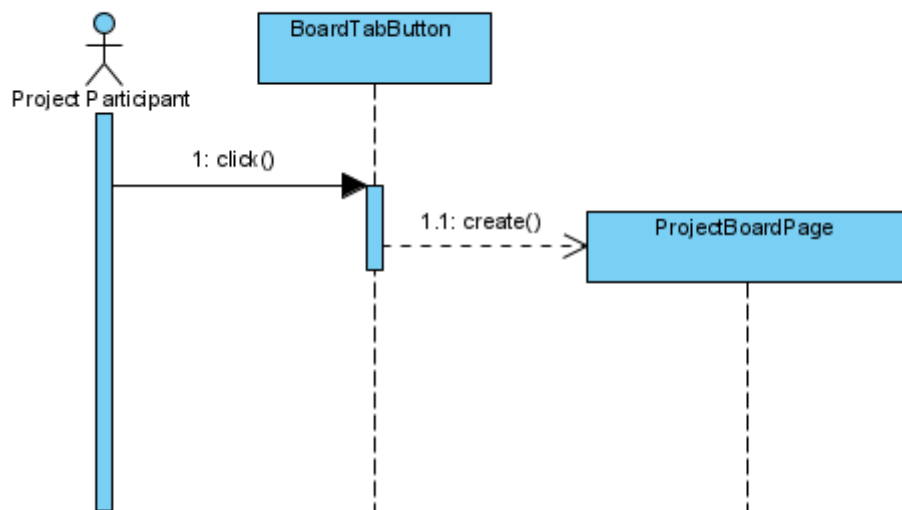 BoardTabButton
Project Participant
1: click()
1.1: create()
ProjectBoardPage